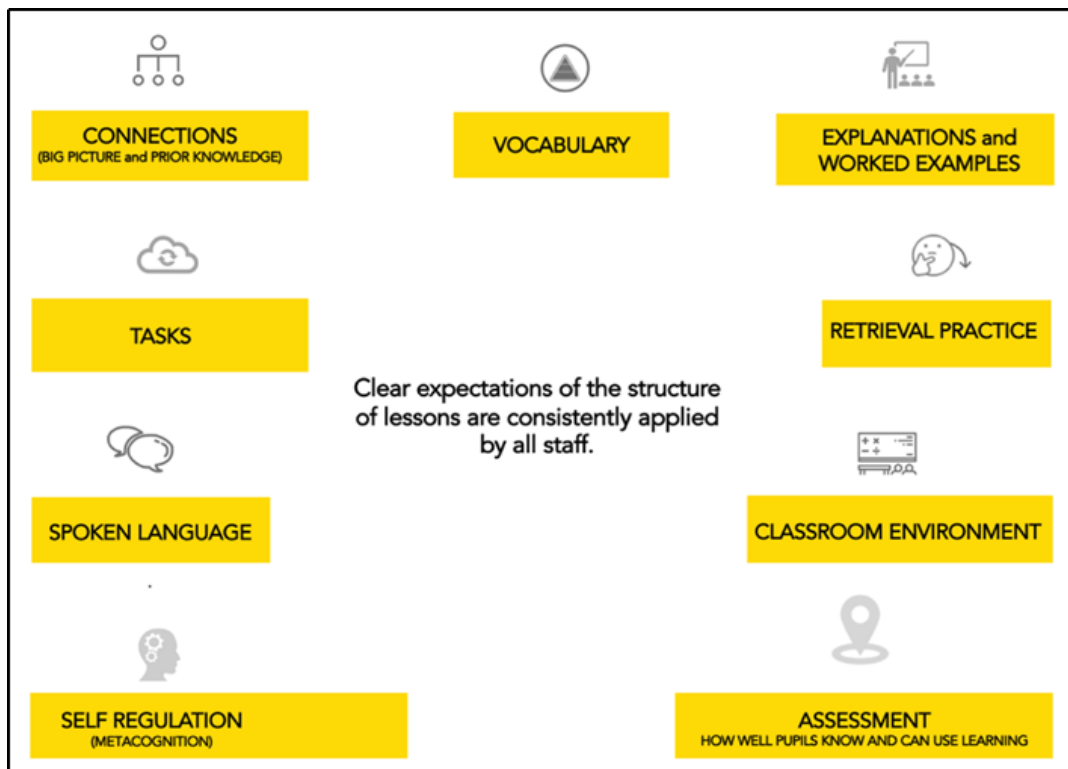 CONNECTIONS
(BIG PICTURE and PRIOR KNOWLEDGE)
VOCABULARY
EXPLANATIONS and
WORKED EXAMPLES
TASKS
RETRIEVAL PRACTICE
Clear expectations of the structure
of lessons are consistently applied
by all staff.
SPOKEN LANGUAGE
CLASSROOM ENVIRONMENT
SELF REGULATION
(METACOGNITION)
ASSESSMENT
HOW WELL PUPILS KNOW AND CAN USE LEARNING